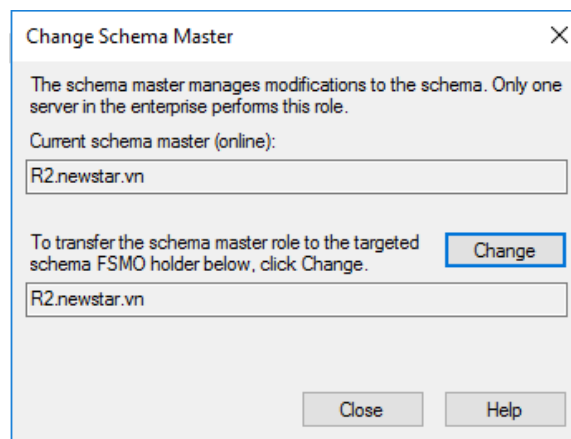 Change Schema Master
The schema master manages modifications to the schema. Only one
server in the enterprise performs this role.
Current schema master (online):
R2.newstar.vn
To transfer the schema master role to the targeted
schema FSMO holder below, click Change.
Change
R2.newstar.vn
Close
Help